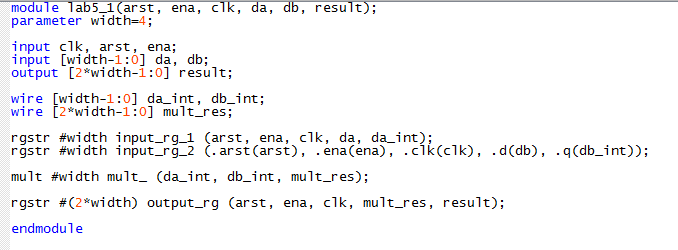 module lab5_1(arst, ena, clk, da, db, result);
parameter width=4;
input clk, arst, ena;
input [width-1:0] da, db;
output [2*width-1:0] result;
wire [width-1:0] da_int, db_int;
wire [2*width-1:0] mult_res;
rgstr #width input_rg_1 (arst, ena, clk, da, da_int);
rgstr #width input_rg_2 (.arst(arst), .ena(ena), .clk(clk), .d(db), .q(db_int));
mult #width mult_ (da_int, db_int, mult_res);
rgstr #(2*width) output_rg (arst, ena, clk, mult_res, result);
endmodule